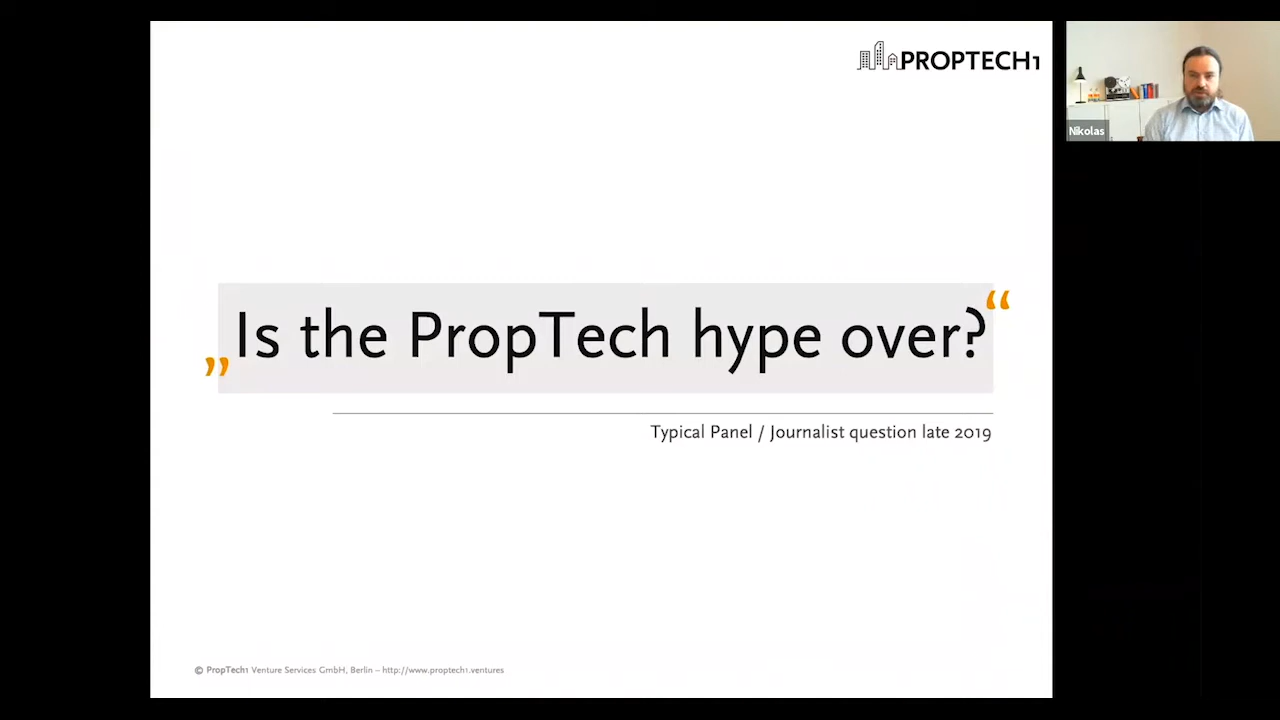 PROPTECH1
Nikolas
„Is the PropTech hype over?“
Typical Panel / Journalist question late 2019
© PropTech1 Venture Services GmbH, Berlin – http://www.proptech1.ventures